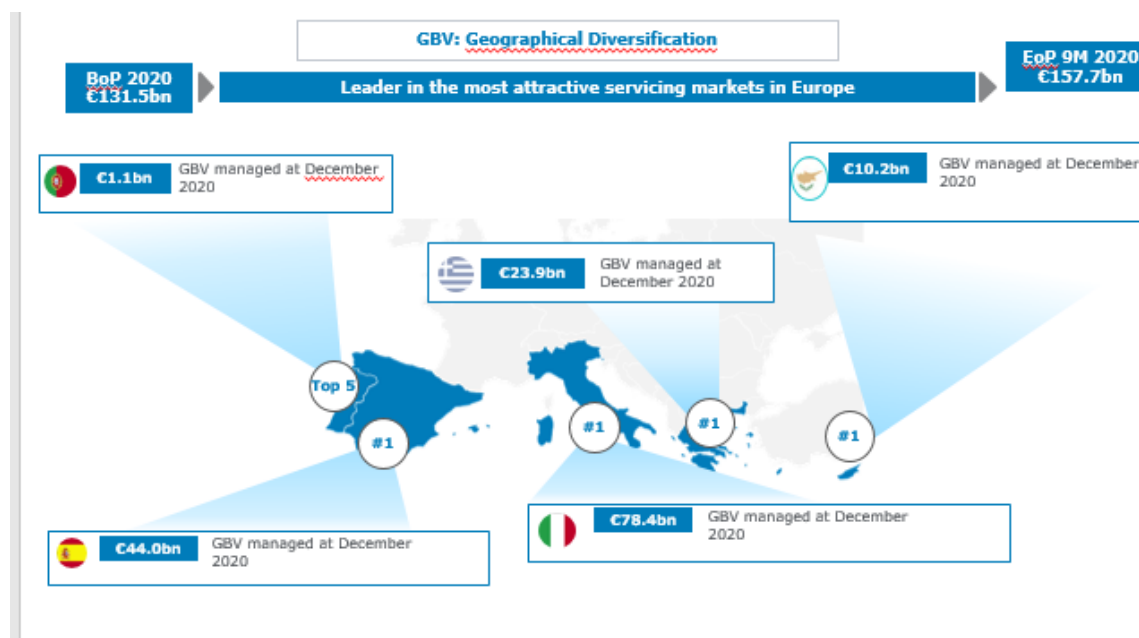 GBV: Geographical Diversification
BoP 2020
€131.5bn
Leader in the most attractive servicing markets in Europe
EoP 9M 2020
€157.7bn
€1.1bn
GBV managed at December
2020
€10.2bn
GBV managed at December
2020
€23.9bn
GBV managed at
December 2020
Top 5
#1
#1
#1
#1
€44.0bn
GBV managed at December
2020
€78.4bn
GBV managed at December
2020